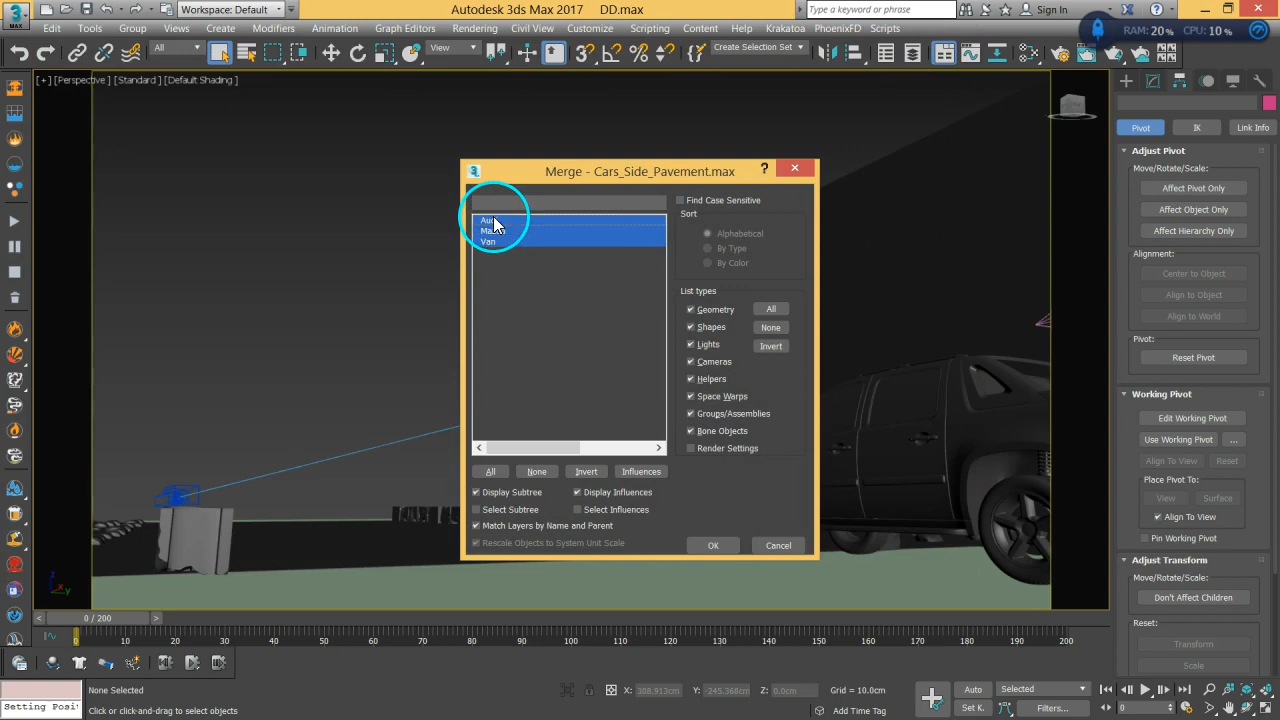 Workspace: Default
Autodesk 3ds Max 2017 DD.max
Type a keyword or phrase
Sign In
3
MAX
Edit Tools Group Views Create Modifiers Animation Graph Editors Rendering Civil View Customize Scripting Content Help Krakatoa PhoenixFD Scripts
RAM: 20% CPU: 10%
All
View
Create Selection Set
[+] [Perspective ] [Standard ] [Default Shading ]
Pivot IK Link Info
Adjust Pivot
Move/Rotate/Scale:
Affect Pivot Only
Affect Object Only
Affect Hierarchy Only
Alignment:
Center to Object
Align to Object
Align to World
Pivot:
Reset Pivot
Working Pivot
Edit Working Pivot
Use Working Pivot ...
Align To View Reset
Place Pivot To:
View Surface
Align To View
Pin Working Pivot
Adjust Transform
Move/Rotate/Scale:
Don't Affect Children
Reset:
Transform
Scale
Merge - Cars_Side_Pavement.max
?
Find Case Sensitive
Sort
Alphabetical
By Type
By Color
Van
List types
Geometry All
Shapes None
Lights Invert
Cameras
Helpers
Space Warps
Groups/Assemblies
Bone Objects
Render Settings
All None Invert Influences
Display Subtree Display Influences
Select Subtree Select Influences
Match Layers by Name and Parent
Rescale Objects to System Unit Scale
OK Cancel
z
x
y
< 0 / 200 >
0 10 20 30 40 50 60 70 80 90 100 110 120 130 140 150 160 170 180 190 200
None Selected
X: 308.913cm Y: -245.368cm Z: 0.0cm Grid = 10.0cm
Auto Selected
Setting Posi
Click or click-and-drag to select objects
Add Time Tag
Set K. Filters...
0